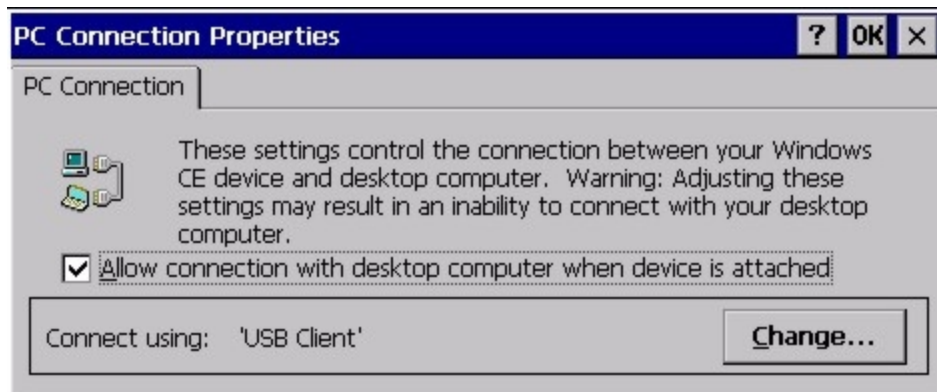 PC Connection Properties ? OK ×
PC Connection
These settings control the connection between your Windows
CE device and desktop computer. Warning: Adjusting these
settings may result in an inability to connect with your desktop
computer.
Allow connection with desktop computer when device is attached
Connect using: 'USB Client' Change...